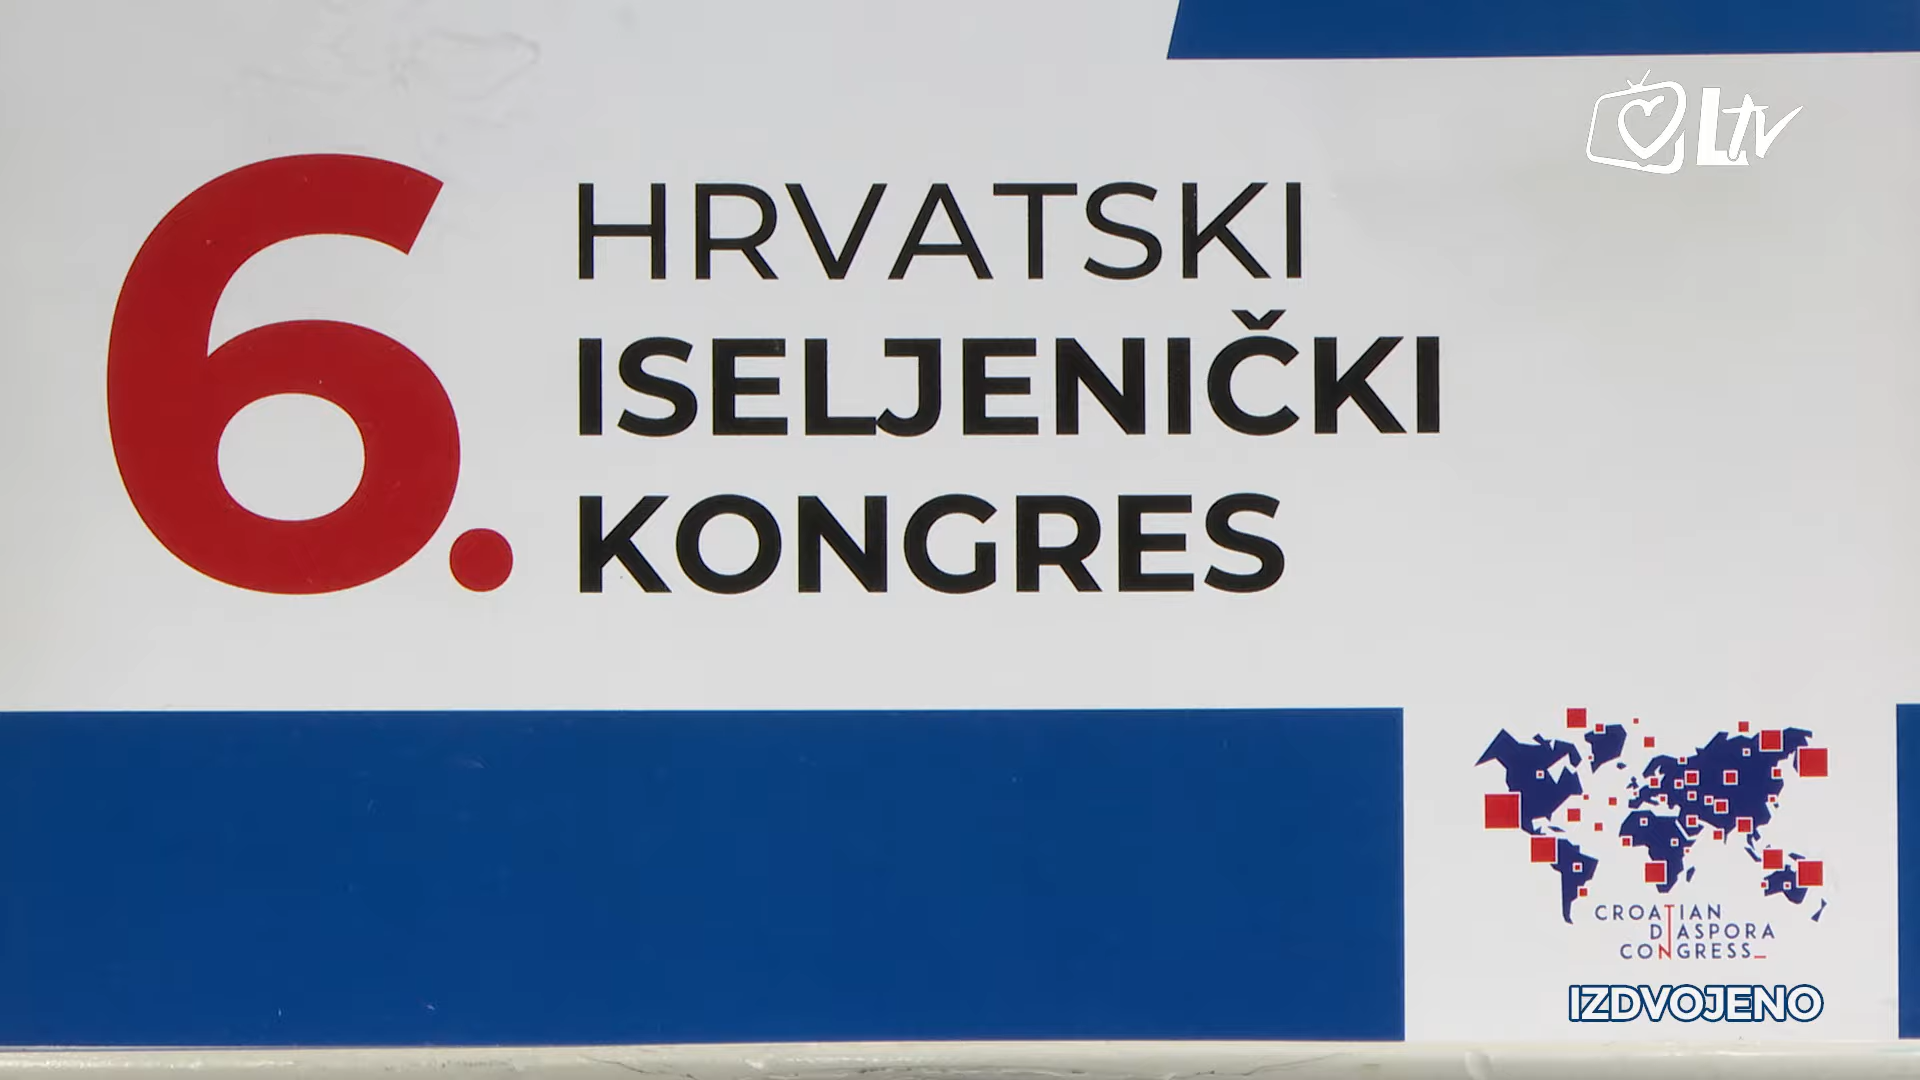 LTV
6.
HRVATSKI
ISELJENIČKI
KONGRES
CROATIAN
DIASPORA
CONGRESS_
IZDVOJENO